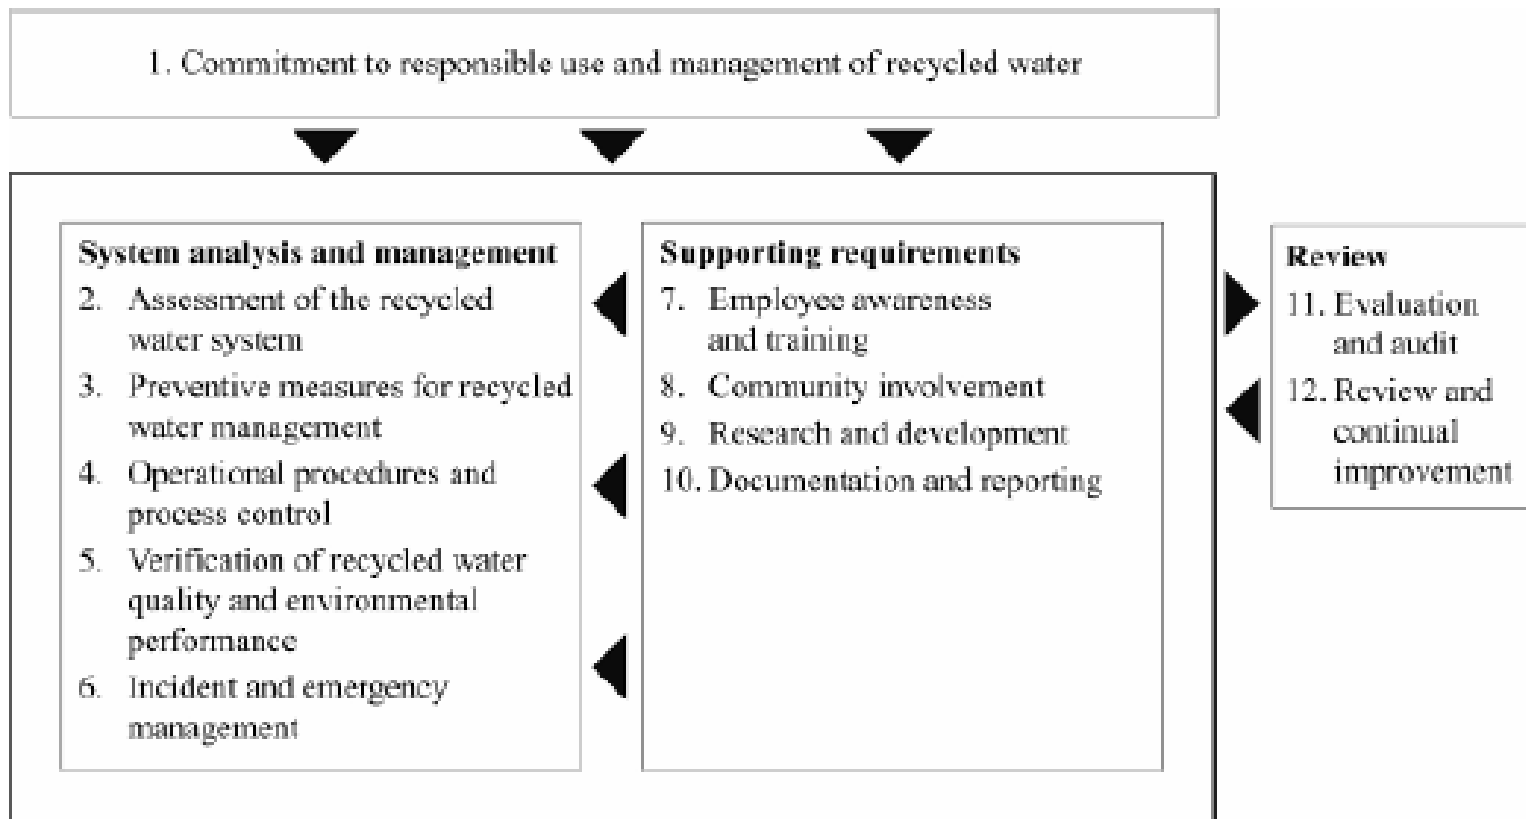 1. Commitment to responsible use and management of recycled water
System analysis and management
2. Assessment of the recycled
water system
3. Preventive measures for recycled
water management
4. Operational procedures and
process control
5. Verification of recycled water
quality and environmental
performance
6. Incident and emergency
management
Supporting requirements
7. Employee awareness
and training
8. Community involvement
9. Research and development
10. Documentation and reporting
Review
11. Evaluation
and audit
12. Review and
continual
improvement